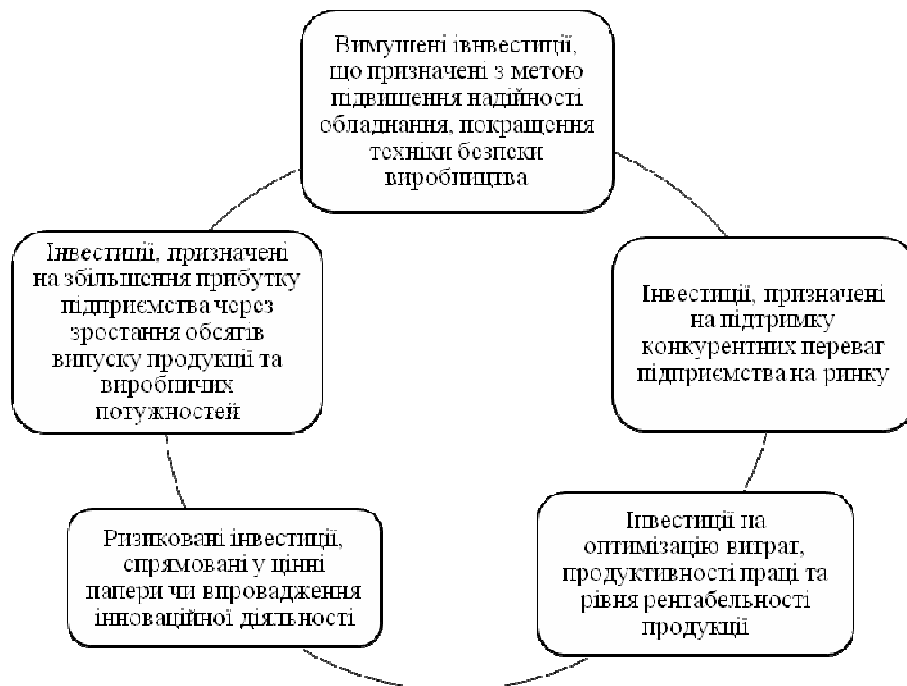 Вимушені івнвестиції,
що призначені з метою
підвишення надійності
обладнання, покращення
техніки безпеки
виробництва
Інвестиції, призначені
на збільшення прибутку
підприємства через
зростання обсягів
випуску продукції та
виробничих
потужностей
Інвестиції, призначені
на підтримку
конкурентних переваг
підприємства на ринку
Ризиковані інвестиції,
спрямовані у цінні
папери чи впровадження
інноваційної діяльності
Інвестиції на
оптимізацію витрат,
продуктивності праці та
рівня рентабельності
продукції